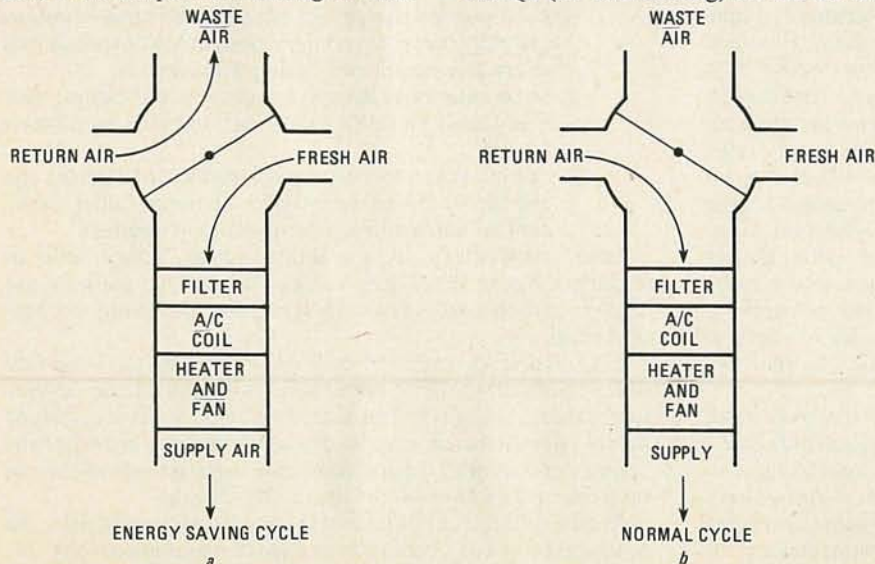 WASTE
AIR
RETURN AIR
FRESH AIR
FILTER
A/C
COIL
HEATER
AND
FAN
SUPPLY AIR
ENERGY SAVING CYCLE
a
WASTE
AIR
RETURN AIR
FRESH AIR
FILTER
A/C
COIL
HEATER
AND
FAN
SUPPLY
NORMAL CYCLE
b